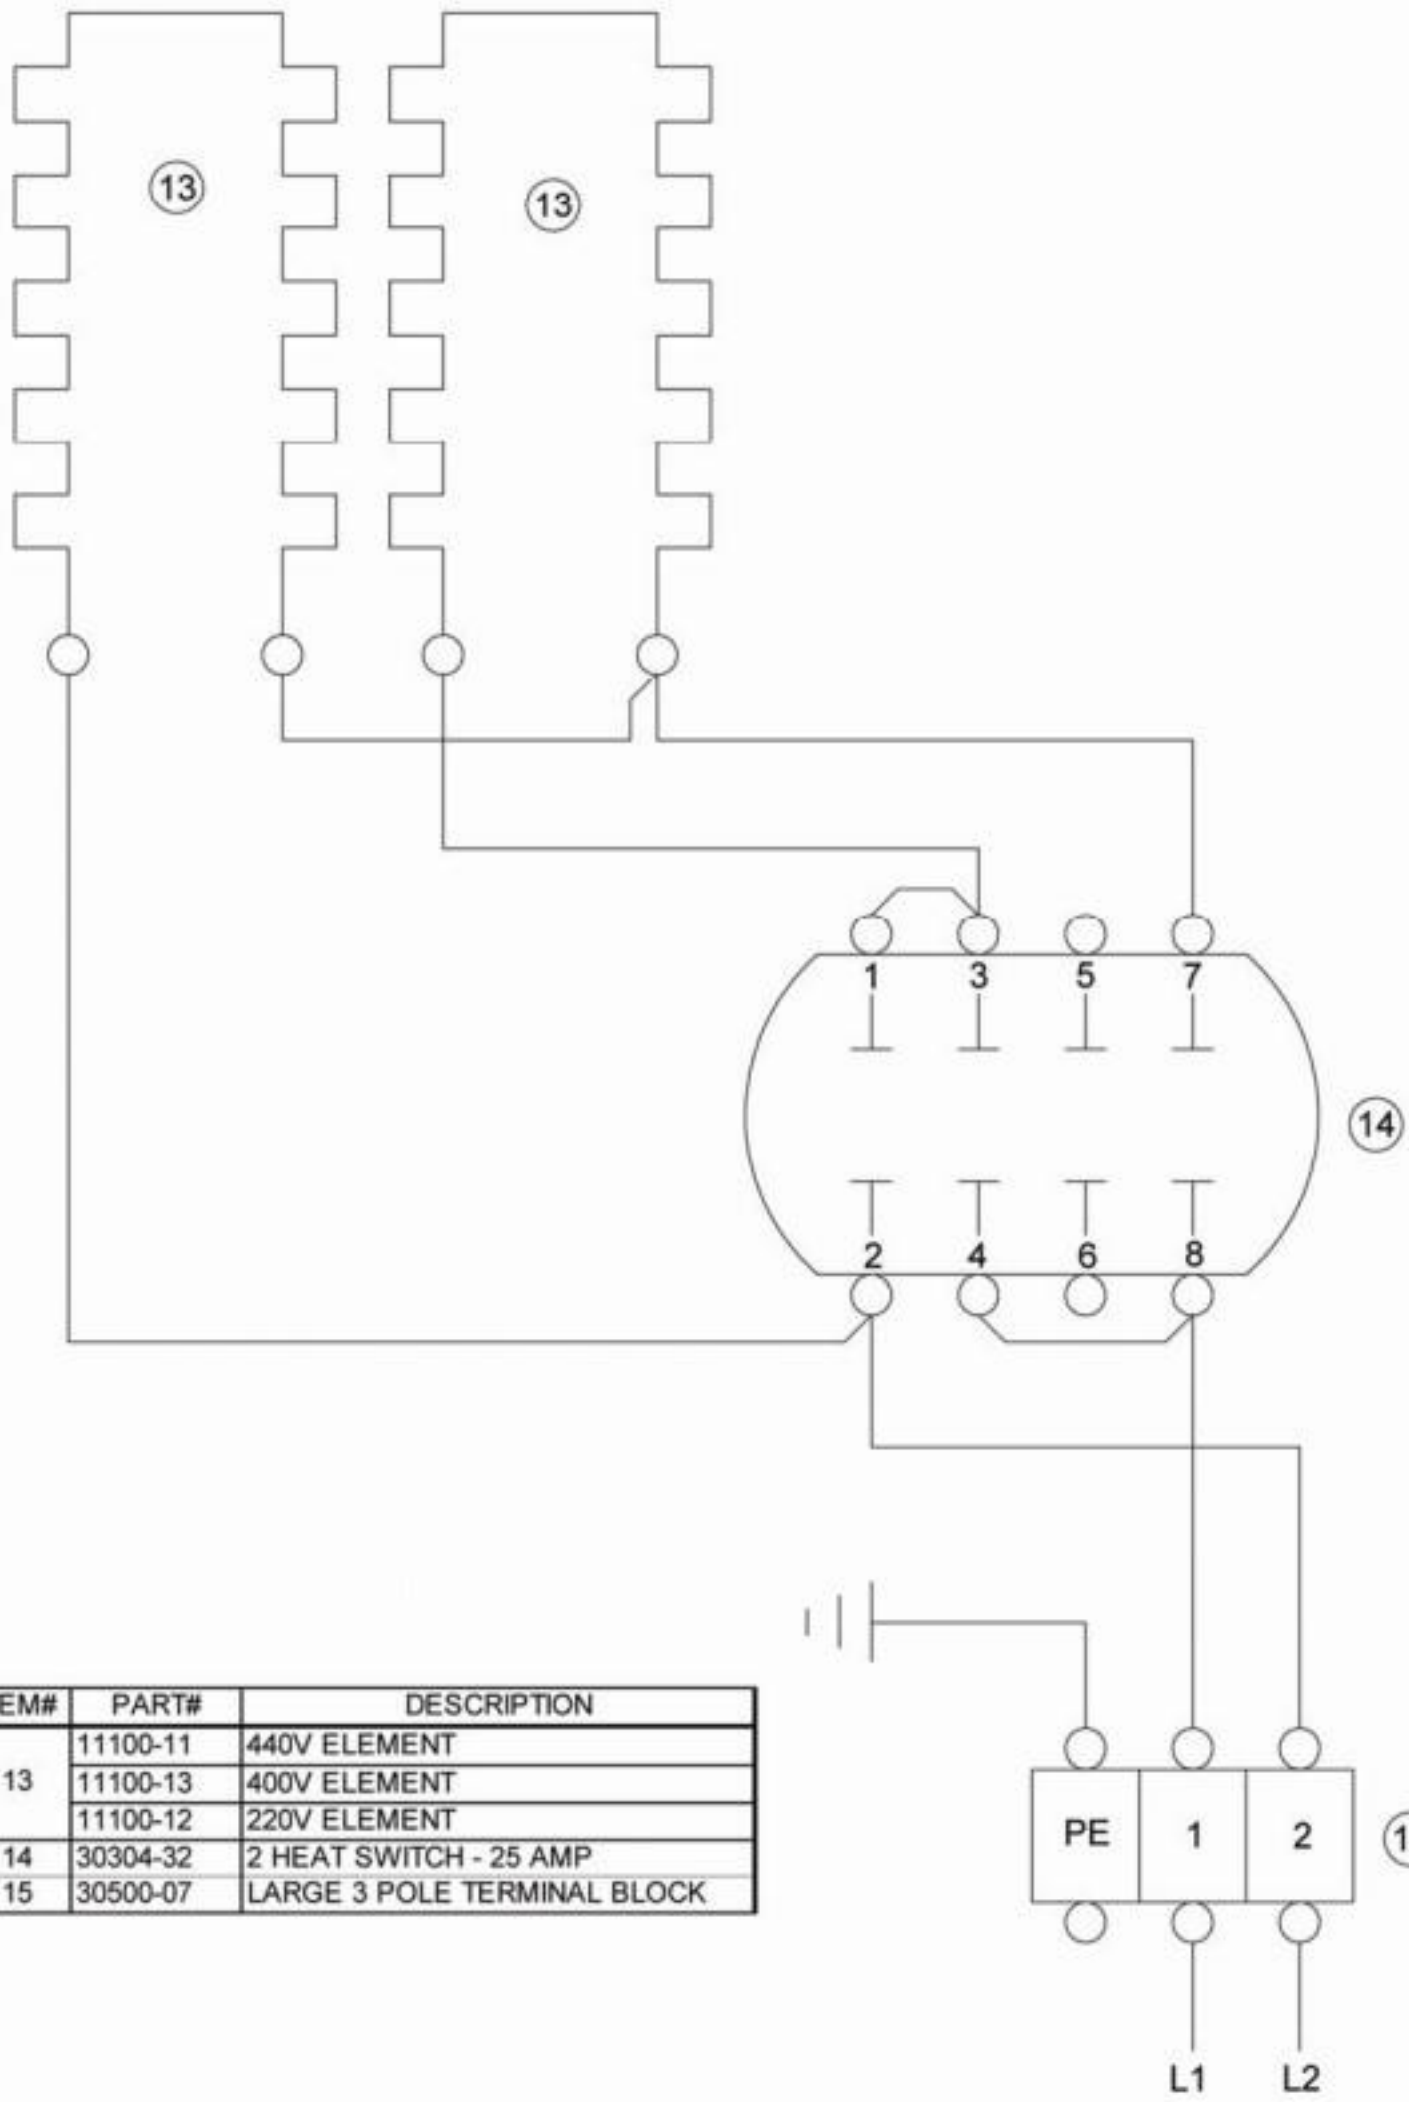 13
13
1 3 5 7
14
2 4 6 8
EM# PART# DESCRIPTION
13
11100-11 440V ELEMENT
11100-13 400V ELEMENT
11100-12 220V ELEMENT
14 30304-32 2 HEAT SWITCH - 25 AMP
15 30500-07 LARGE 3 POLE TERMINAL BLOCK
PE 1 2
1
L1 L2